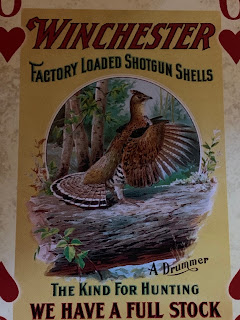 WINCHESTER
FACTORY LOADED SHOTGUN SHELLS
A Drummer
THE KIND FOR HUNTING
WE HAVE A FULL STOCK